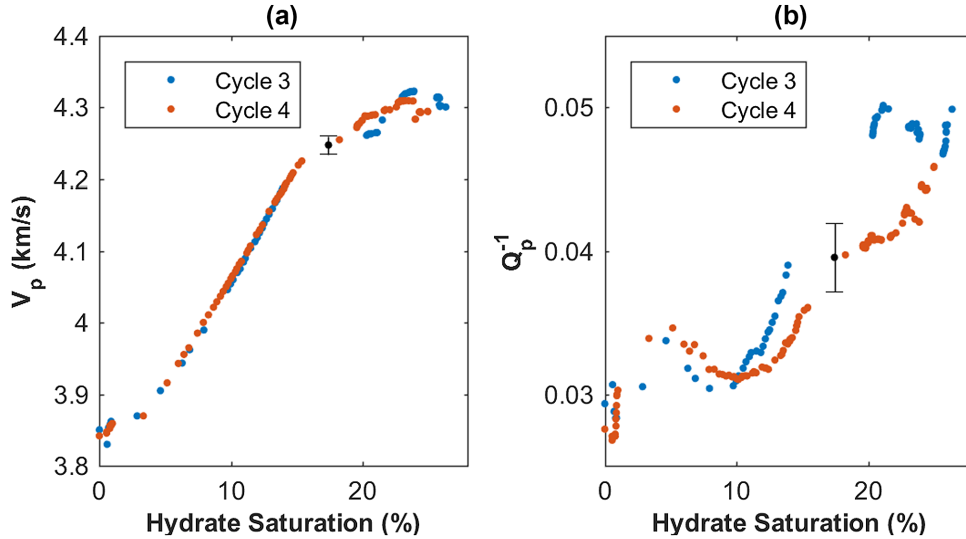 (a)
4.4
4.3
4.2
4.1
4
3.9
3.8
V_p (km/s)
Cycle 3
Cycle 4
0
10
20
Hydrate Saturation (%)
(b)
0.05
0.04
0.03
Q_p^-1
Cycle 3
Cycle 4
0
10
20
Hydrate Saturation (%)